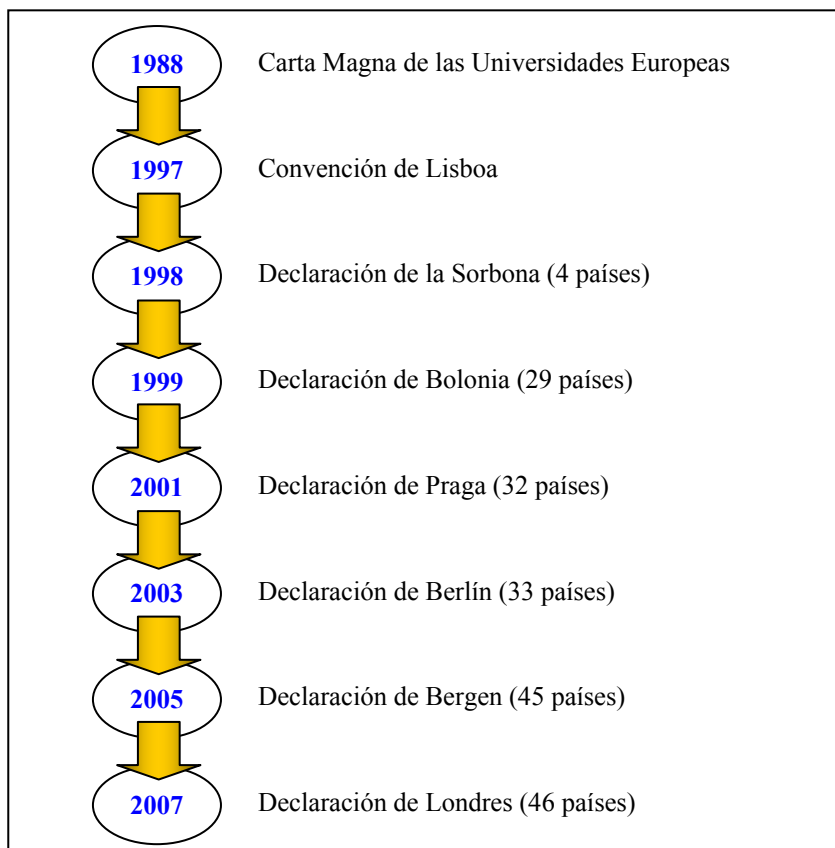 1988 Carta Magna de las Universidades Europeas
1997 Convención de Lisboa
1998 Declaración de la Sorbona (4 países)
1999 Declaración de Bolonia (29 países)
2001 Declaración de Praga (32 países)
2003 Declaración de Berlín (33 países)
2005 Declaración de Bergen (45 países)
2007 Declaración de Londres (46 países)